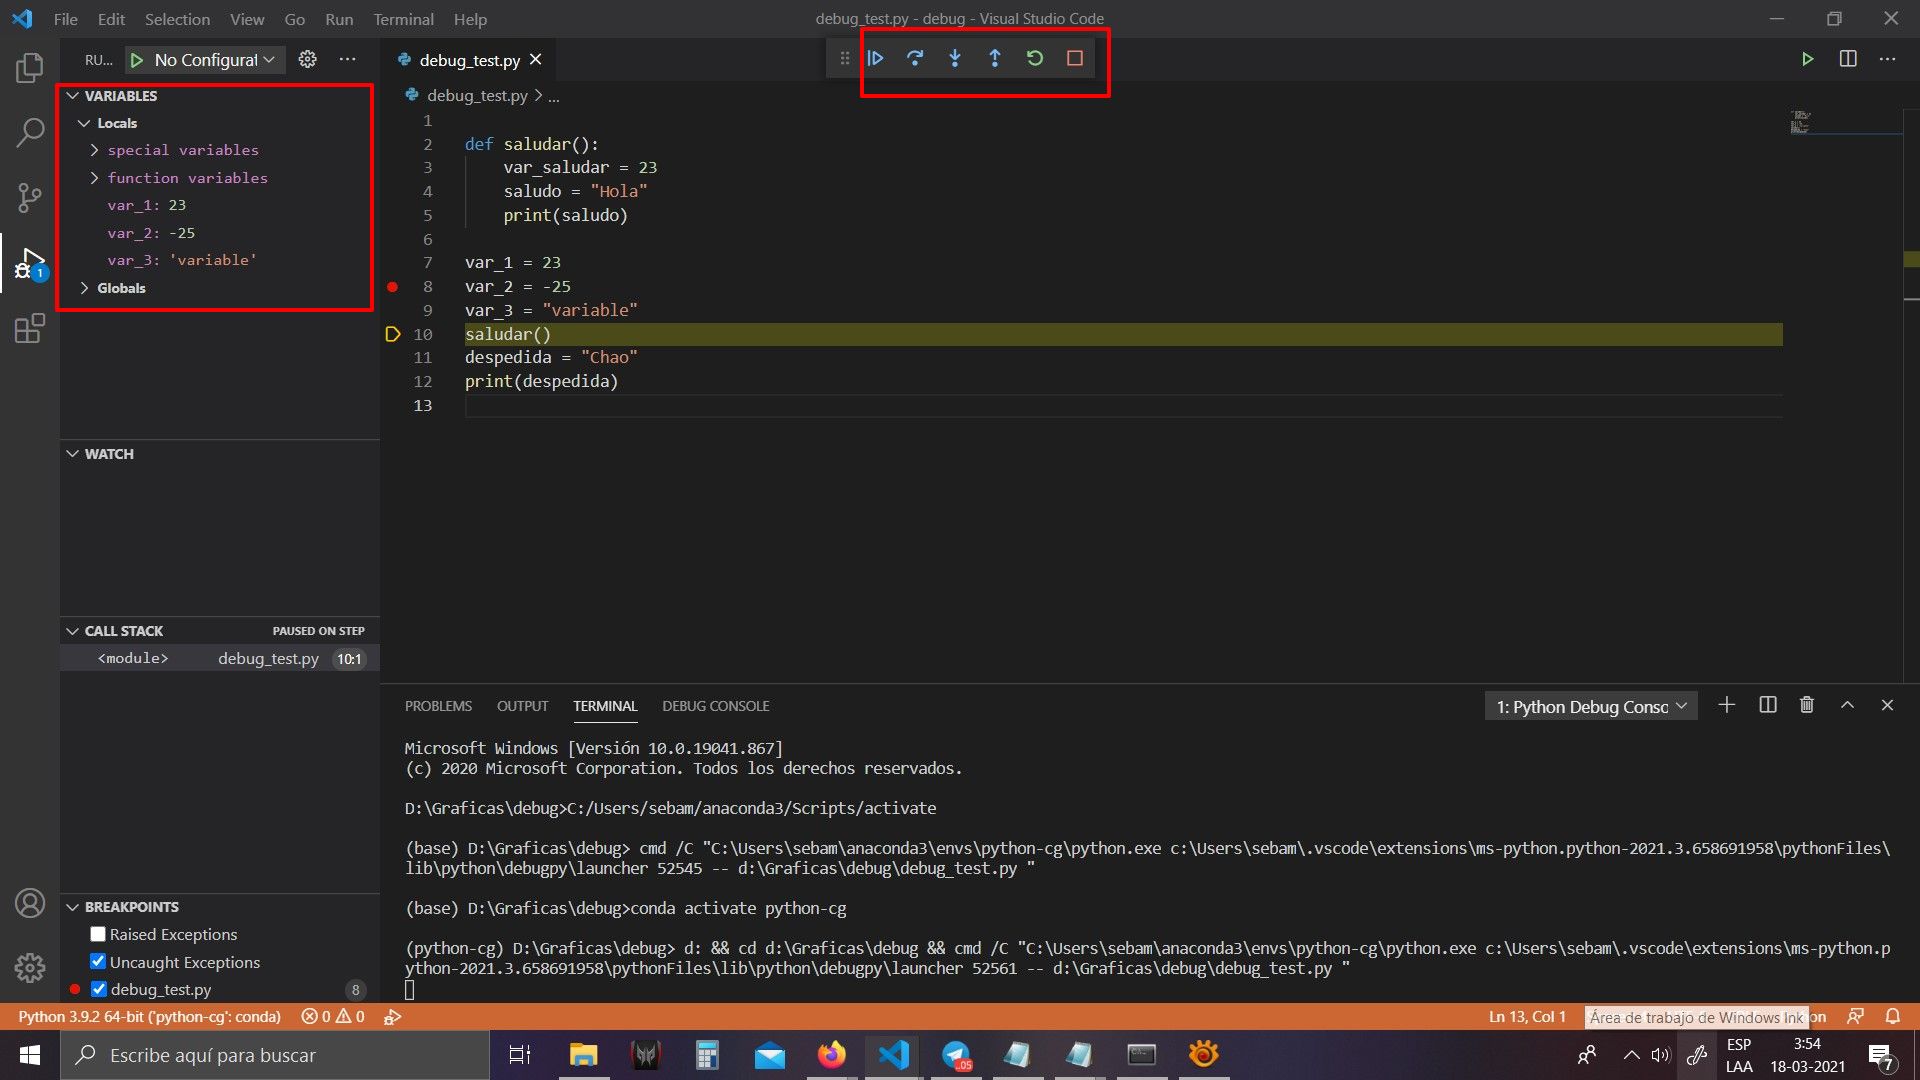 File Edit Selection View Go Run Terminal Help
debug_test.py - debug - Visual Studio Code
RU... No Configurat
debug_test.py
debug_test.py > ...
VARIABLES
Locals
special variables
function variables
var_1: 23
var_2: -25
var_3: 'variable'
Globals
1
2 def saludar():
3 var_saludar = 23
4 saludo = "Hola"
5 print(saludo)
6
7 var_1 = 23
8 var_2 = -25
9 var_3 = "variable"
10 saludar()
11 despedida = "Chao"
12 print(despedida)
13
1
WATCH
CALL STACK PAUSED ON STEP
<module> debug_test.py 10:1
BREAKPOINTS
Raised Exceptions
Uncaught Exceptions
debug_test.py 8
PROBLEMS OUTPUT TERMINAL DEBUG CONSOLE
1: Python Debug Consc
Microsoft Windows [Versión 10.0.19041.867]
(c) 2020 Microsoft Corporation. Todos los derechos reservados.
D:\Graficas\debug>C:/Users/sebam/anaconda3/Scripts/activate
(base) D:\Graficas\debug> cmd /C "C:\Users\sebam\anaconda3\envs\python-cg\python.exe c:\Users\sebam\.vscode\extensions\ms-python.python-2021.3.658691958\pythonFiles\
lib\python\debugpy\launcher 52545 -- d:\Graficas\debug\debug_test.py "
(base) D:\Graficas\debug>conda activate python-cg
(python-cg) D:\Graficas\debug> d: && cd d:\Graficas\debug && cmd /C "C:\Users\sebam\anaconda3\envs\python-cg\python.exe c:\Users\sebam\.vscode\extensions\ms-python.p
ython-2021.3.658691958\pythonFiles\lib\python\debugpy\launcher 52561 -- d:\Graficas\debug\debug_test.py "
Python 3.9.2 64-bit ('python-cg': conda) 0 0
Ln 13, Col 1 Área de trabajo de Windows Ink on
Escribe aquí para buscar
..05
ESP
LAA
3:54
18-03-2021
7